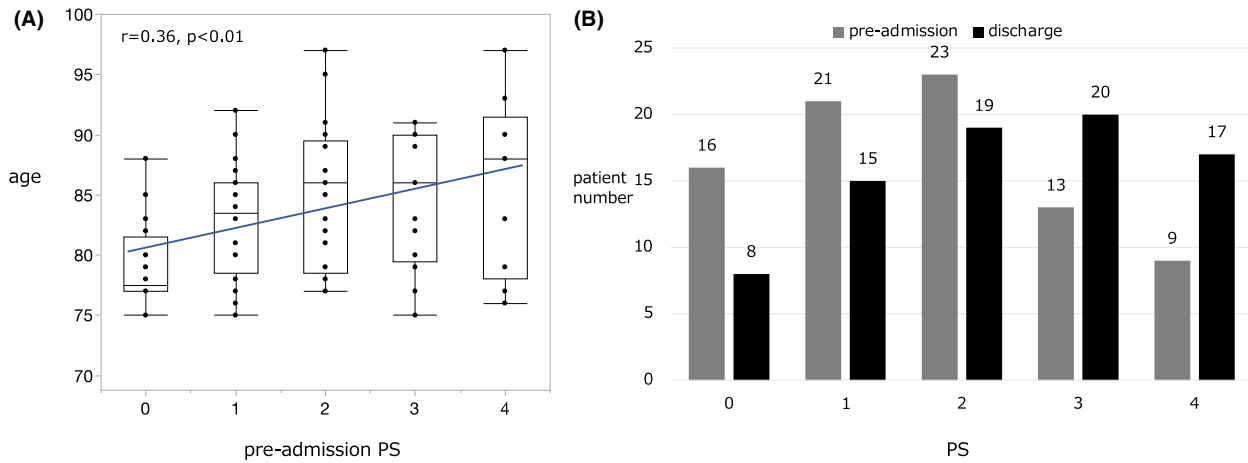 (A)
r=0.36, p<0.01
100
95
90
85
80
75
70
age
0 1 2 3 4
pre-admission PS
(B)
pre-admission discharge
25
20
15
10
5
0
patient
number
16 8 21 15 23 19 13 20 9 17
0 1 2 3 4
PS